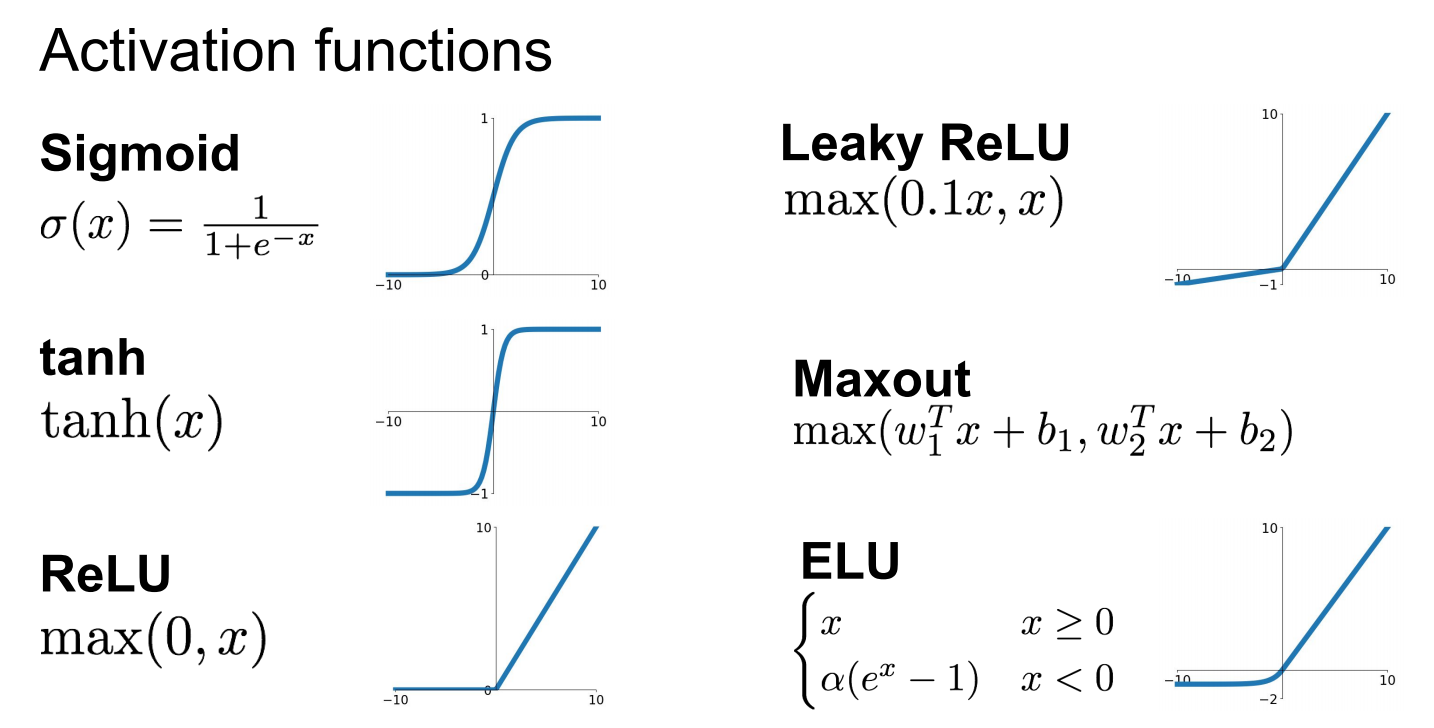 Activation functions
Sigmoid
σ(x) = 1/(1+e^{-x})
1
0
−10
10
tanh
tanh(x)
1
−10
10
−1
ReLU
max(0, x)
10
0
−10
10
Leaky ReLU
max(0.1x, x)
10
−10
−1
10
Maxout
max(w_1^T x + b_1, w_2^T x + b_2)
ELU
{ x x ≥ 0
α(e^x − 1) x < 0
10
−10
−2
10